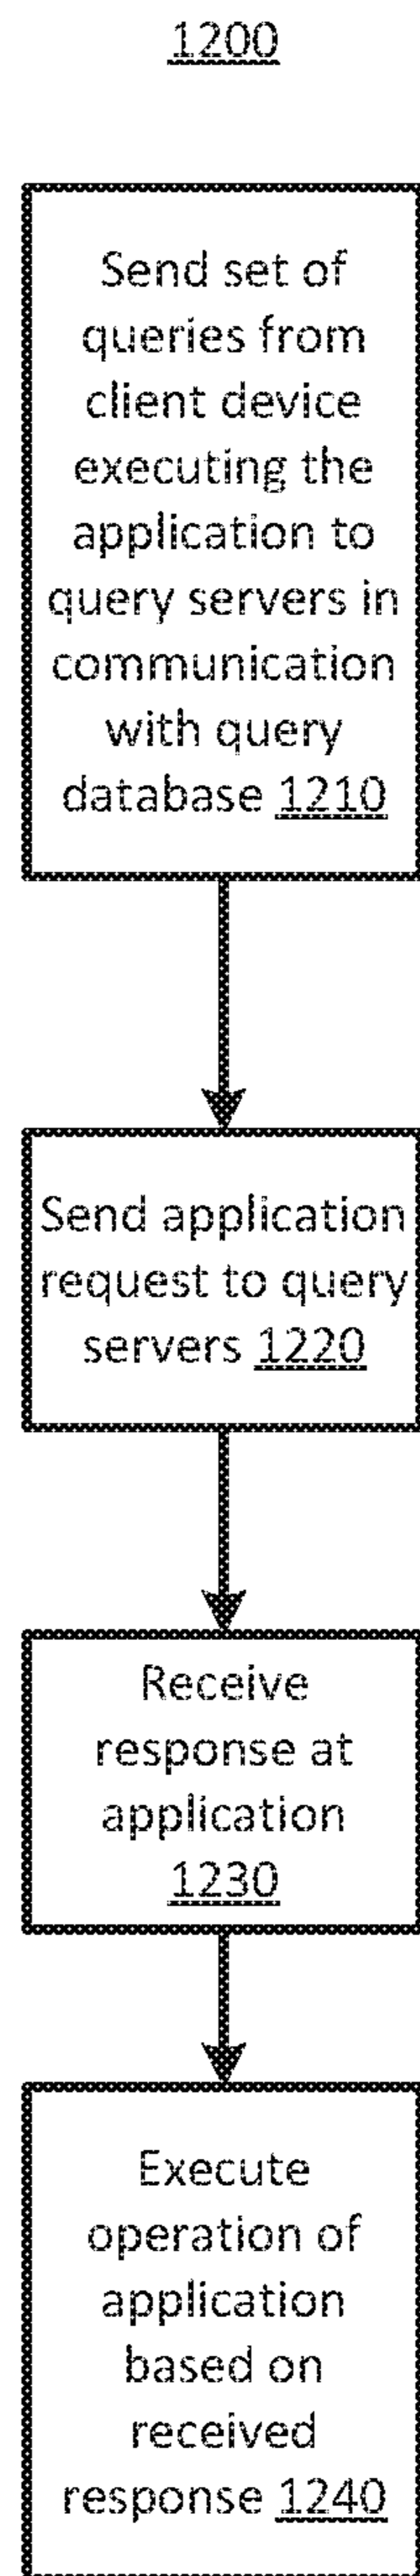 1200
Send set of
queries from
client device
executing the
application to
query servers in
communication
with query
database 1210
Send application
request to query
servers 1220
Receive
response at
application
1230
Execute
operation of
application
based on
received
response 1240